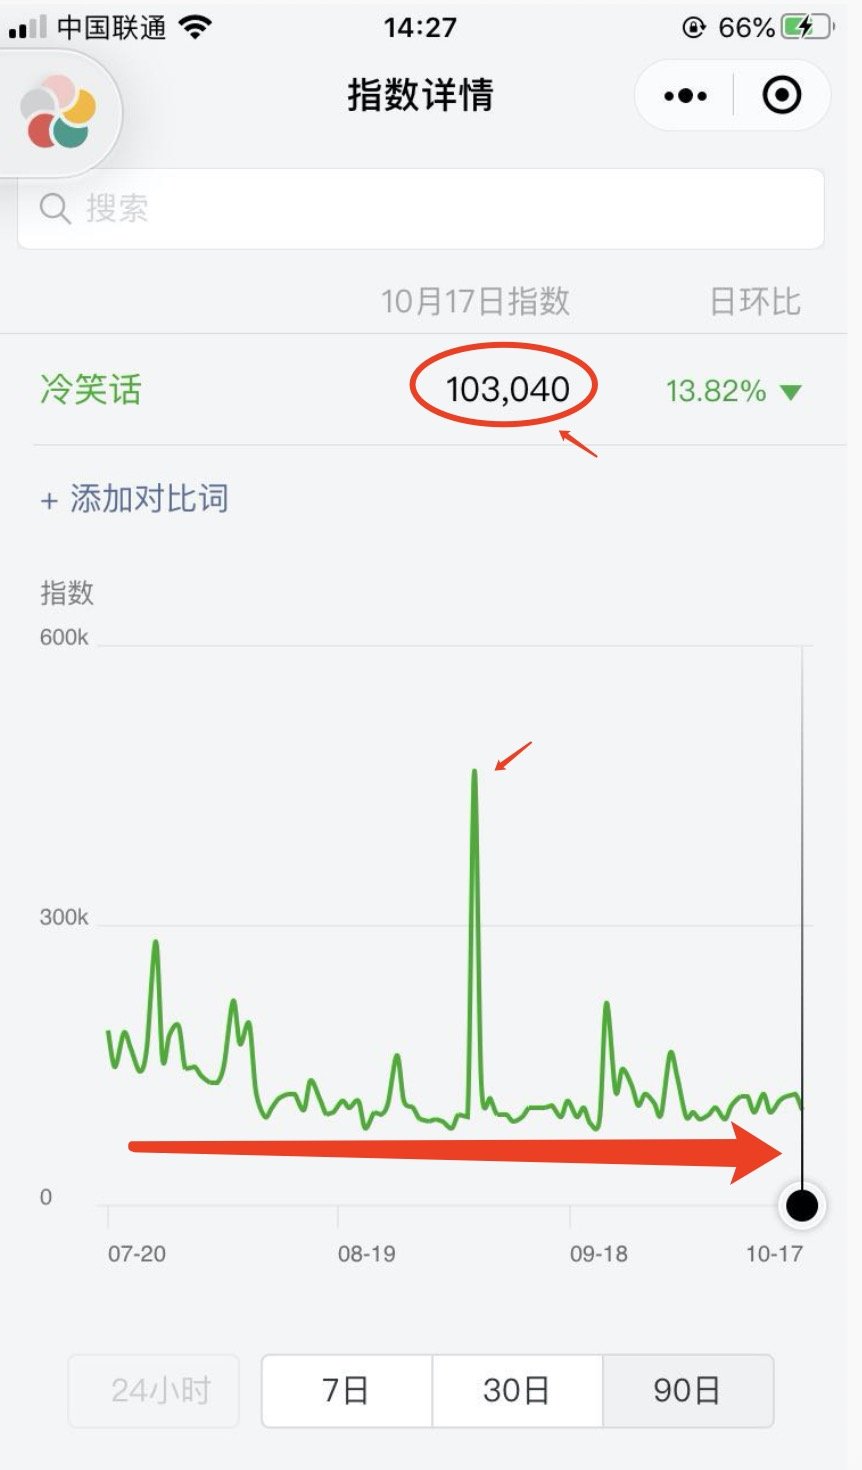 中国联通 14:27 66%
指数详情
搜索
10月17日指数 日环比
冷笑话 103,040 13.82% ▼
+ 添加对比词
指数
600k
300k
0
07-20 08-19 09-18 10-17
24小时 7日 30日 90日